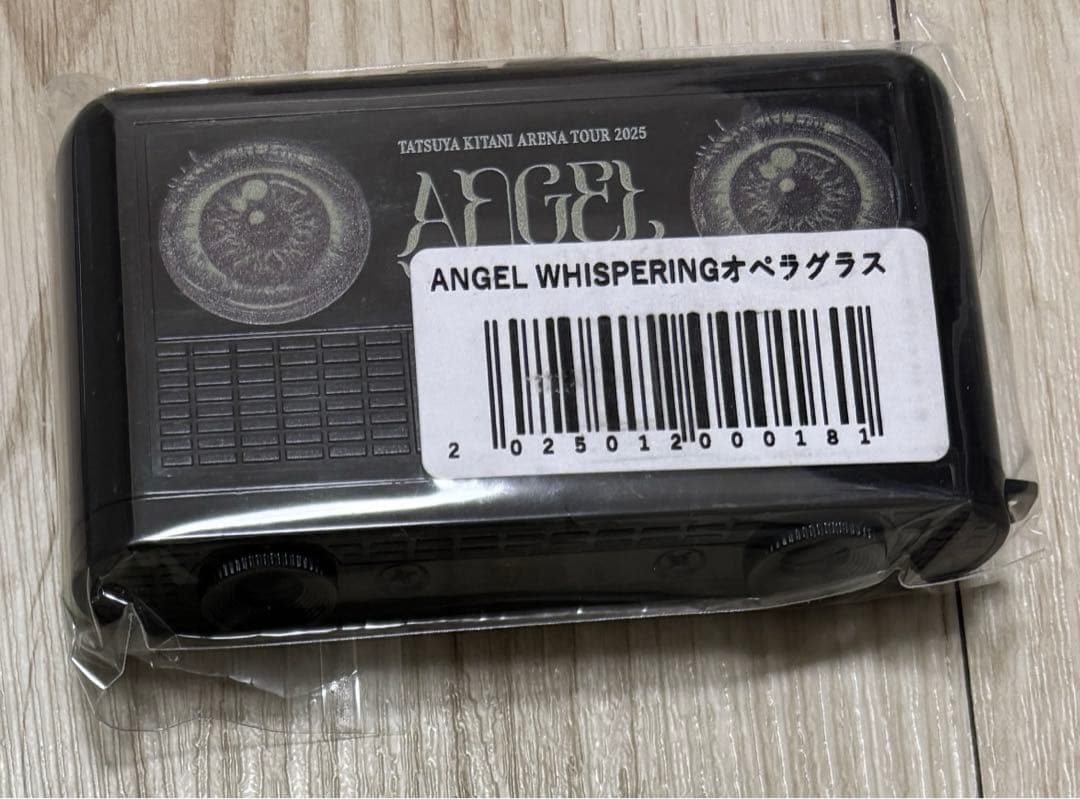 TATSUYA KITANI ARENA TOUR 2025
ANGEL
ANGEL WHISPERINGオペラグラス
2 025012 000181